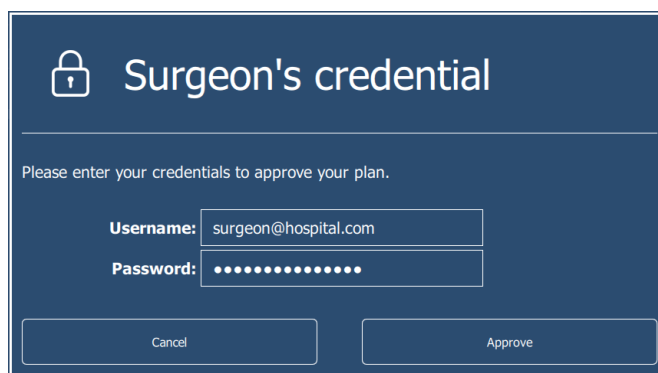 Surgeon's credential
Please enter your credentials to approve your plan.
Username: surgeon@hospital.com
Password: •••••••••••••••
Cancel Approve